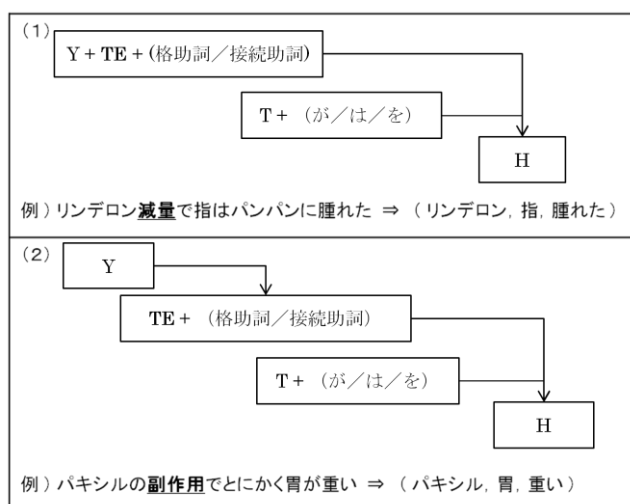 (1)
Y + TE + (格助詞／接続助詞)
T + （が／は／を）
H
例 ) リンデロン減量で指はパンパンに腫れた ⇒ ( リンデロン, 指, 腫れた )
(2)
Y
TE + （格助詞／接続助詞）
T + （が／は／を）
H
例 ) パキシルの副作用でとにかく胃が重い ⇒ ( パキシル, 胃, 重い )